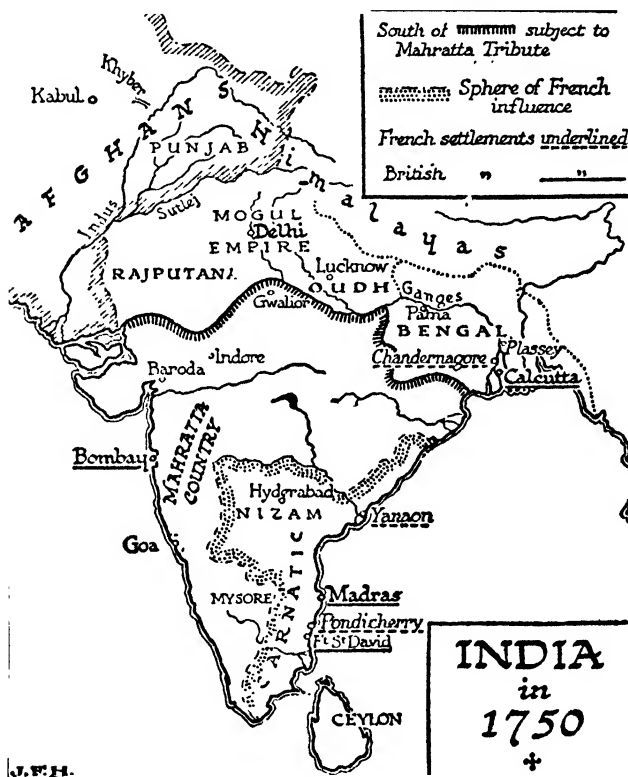 South of subject to
Mahratta Tribute
Sphere of French
influence
French settlements underlined
British " "
Khyber
Kabul
AFGHANS
PUNJAB
Himalayas
Indus
Sutlej
MOGUL
Delhi
EMPIRE
RAJPUTANA
Lucknow
OUDH
Ganges
Gwalior
Patna
BENGAL
Plassey
Chandernagore
Indore
Baroda
Calcutta
MAHRATTA
COUNTRY
Bombay
Hyderabad
NIZAM
Yanaon
Goa
CARNATIC
MYSORE
Madras
Pondicherry
Ft St David
CEYLON
INDIA
in
1750
J.F.H.